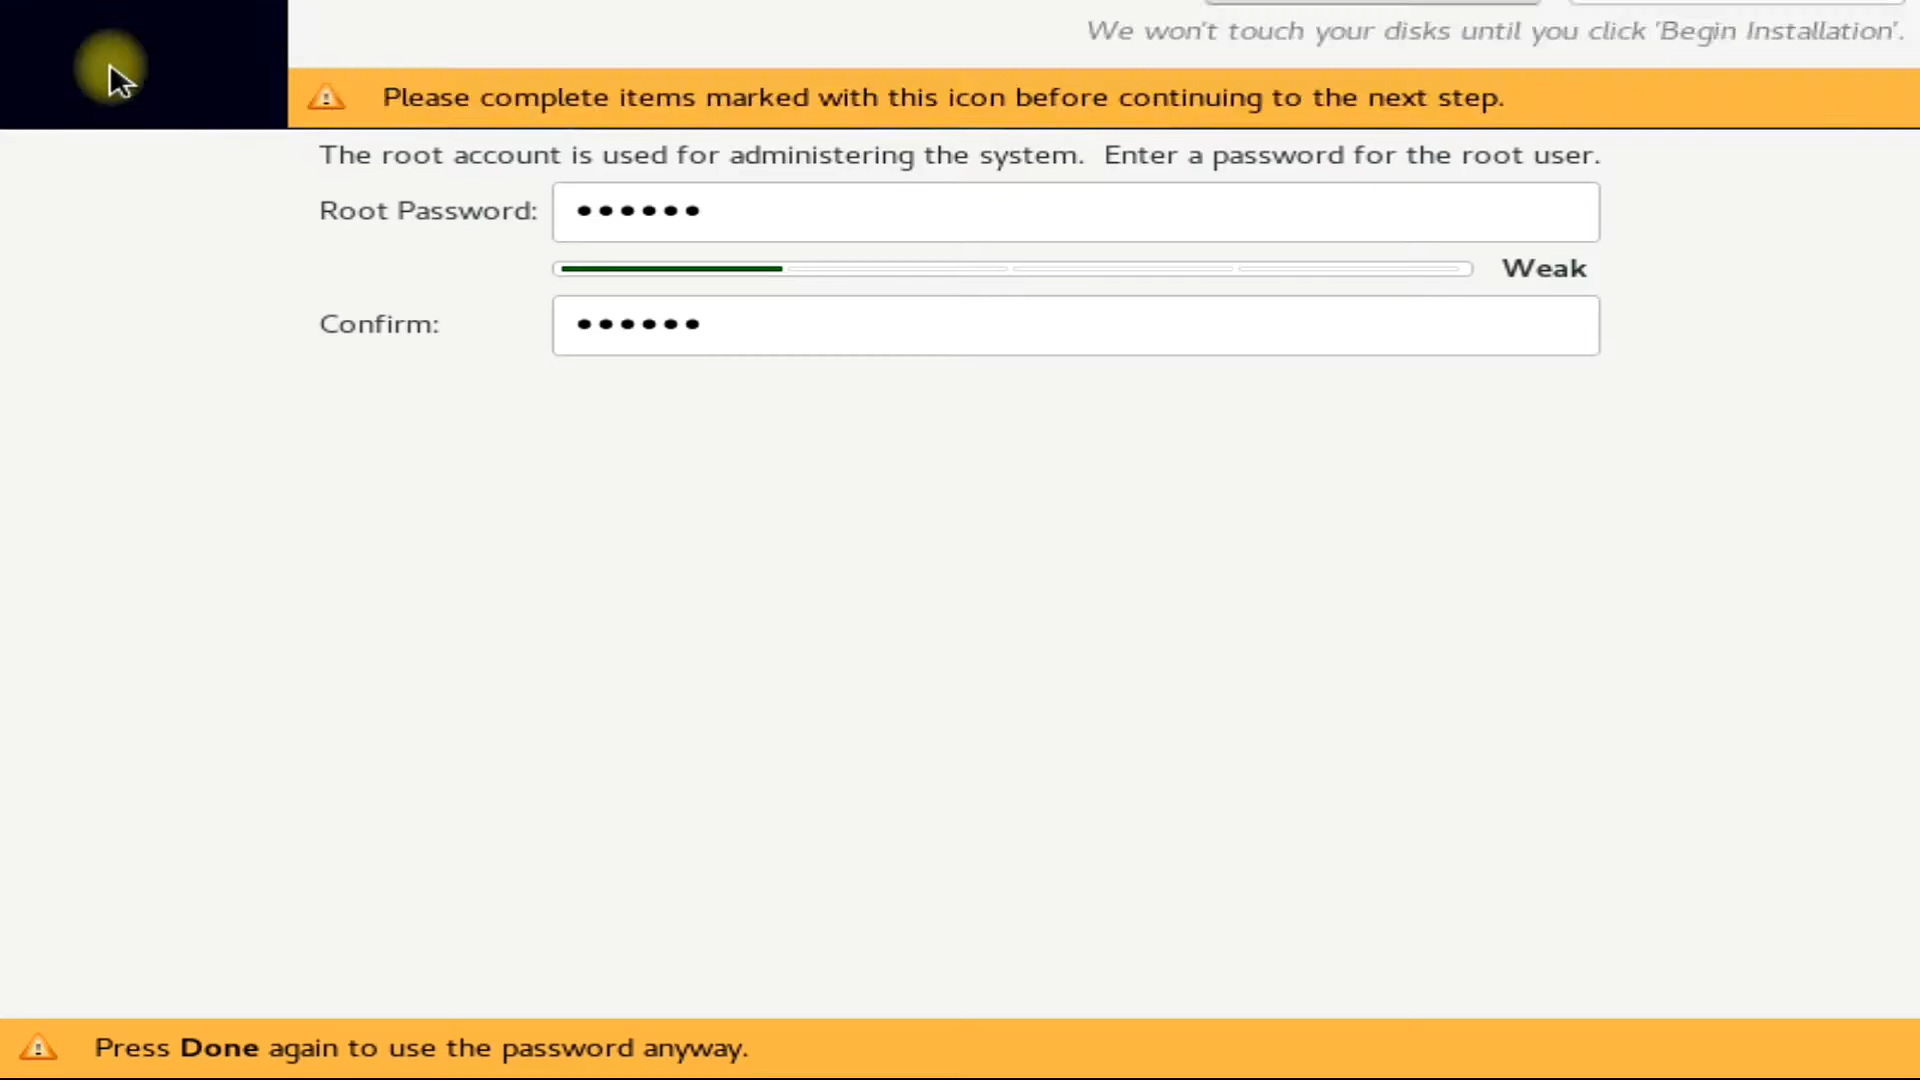 We won't touch your disks until you click 'Begin Installation'.
Please complete items marked with this icon before continuing to the next step.
The root account is used for administering the system.  Enter a password for the root user.
Root Password: ••••••
Weak
Confirm: ••••••
Press Done again to use the password anyway.